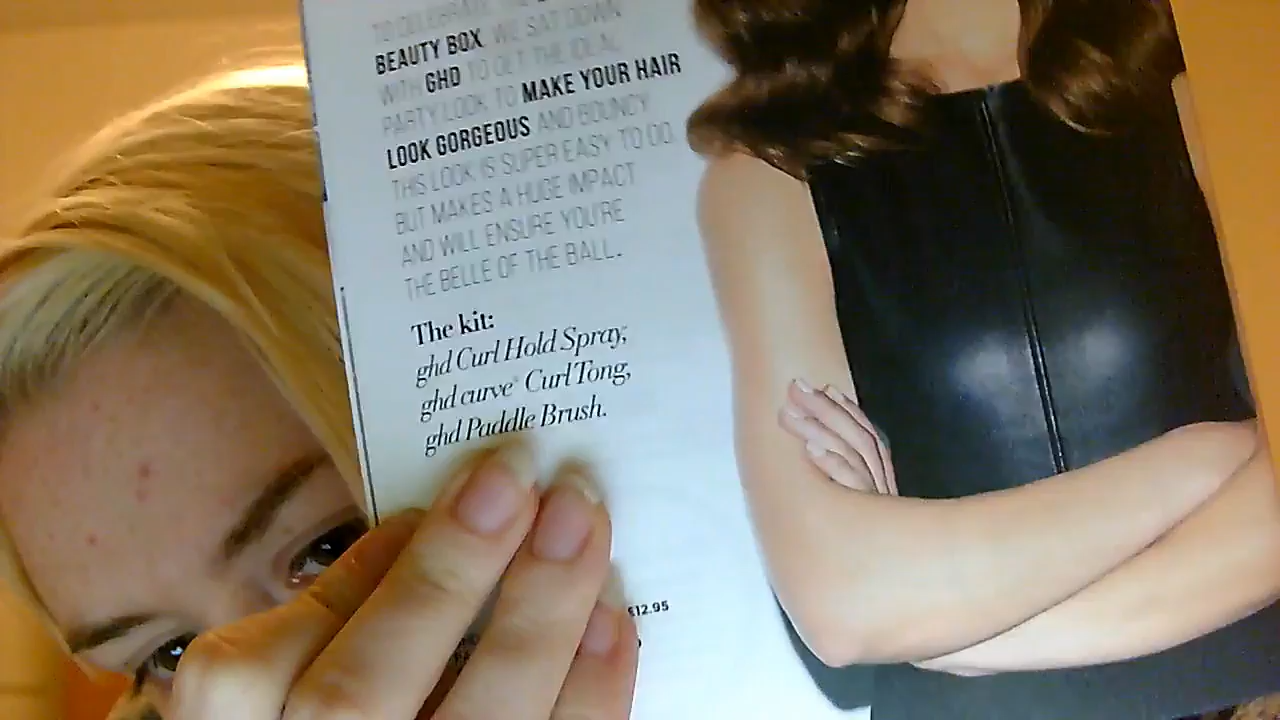 TO CELEBRATE THE
BEAUTY BOX, WE SAT DOWN
WITH GHD TO GET THE IDEAL
PARTY LOOK TO MAKE YOUR HAIR
LOOK GORGEOUS AND BOUNCY.
THIS LOOK IS SUPER EASY TO DO,
BUT MAKES A HUGE IMPACT
AND WILL ENSURE YOU'RE
THE BELLE OF THE BALL.
The kit:
ghd Curl Hold Spray,
ghd curve® Curl Tong,
ghd Paddle Brush.
£12.95